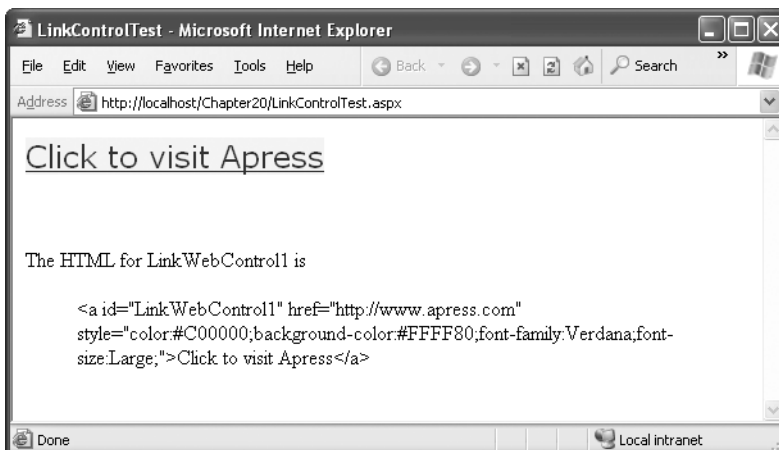 LinkControlTest - Microsoft Internet Explorer
File Edit View Favorites Tools Help Back Search »
Address http://localhost/Chapter20/LinkControlTest.aspx
Click to visit Apress
The HTML for LinkWebControl1 is
<a id="LinkWebControl1" href="http://www.apress.com"
style="color:#C00000;background-color:#FFFF80;font-family:Verdana;font-
size:Large;">Click to visit Apress</a>
Done Local intranet